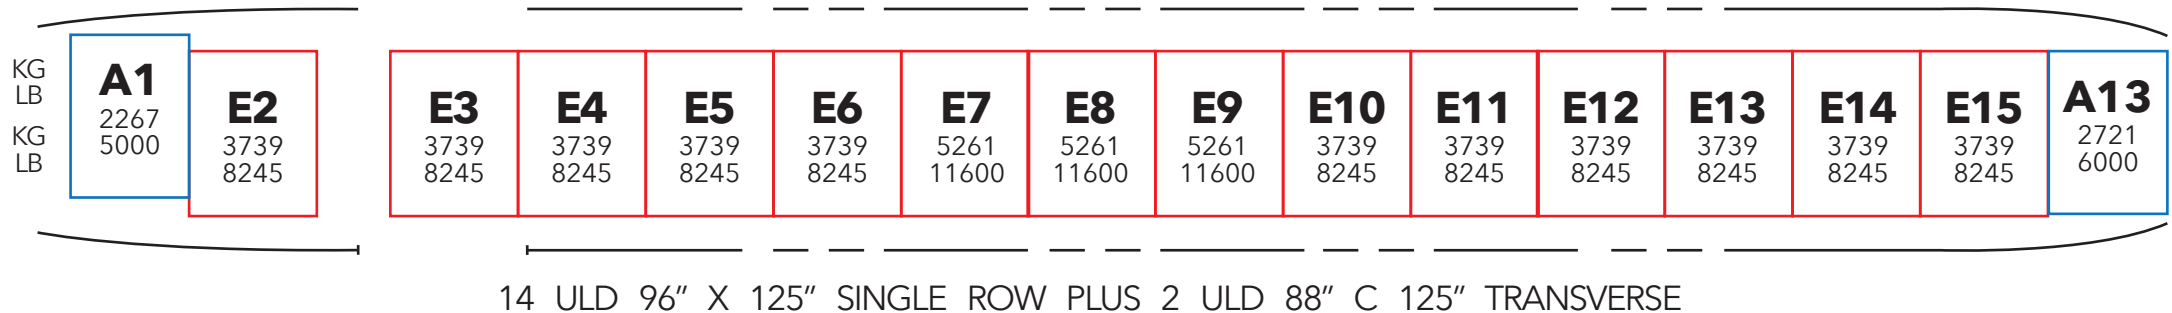 KG
LB
KG
LB
A1
2267
5000
E2
3739
8245
E3
3739
8245
E4
3739
8245
E5
3739
8245
E6
3739
8245
E7
5261
11600
E8
5261
11600
E9
5261
11600
E10
3739
8245
E11
3739
8245
E12
3739
8245
E13
3739
8245
E14
3739
8245
E15
3739
8245
A13
2721
6000
14 ULD 96” X 125” SINGLE ROW PLUS 2 ULD 88” C 125” TRANSVERSE